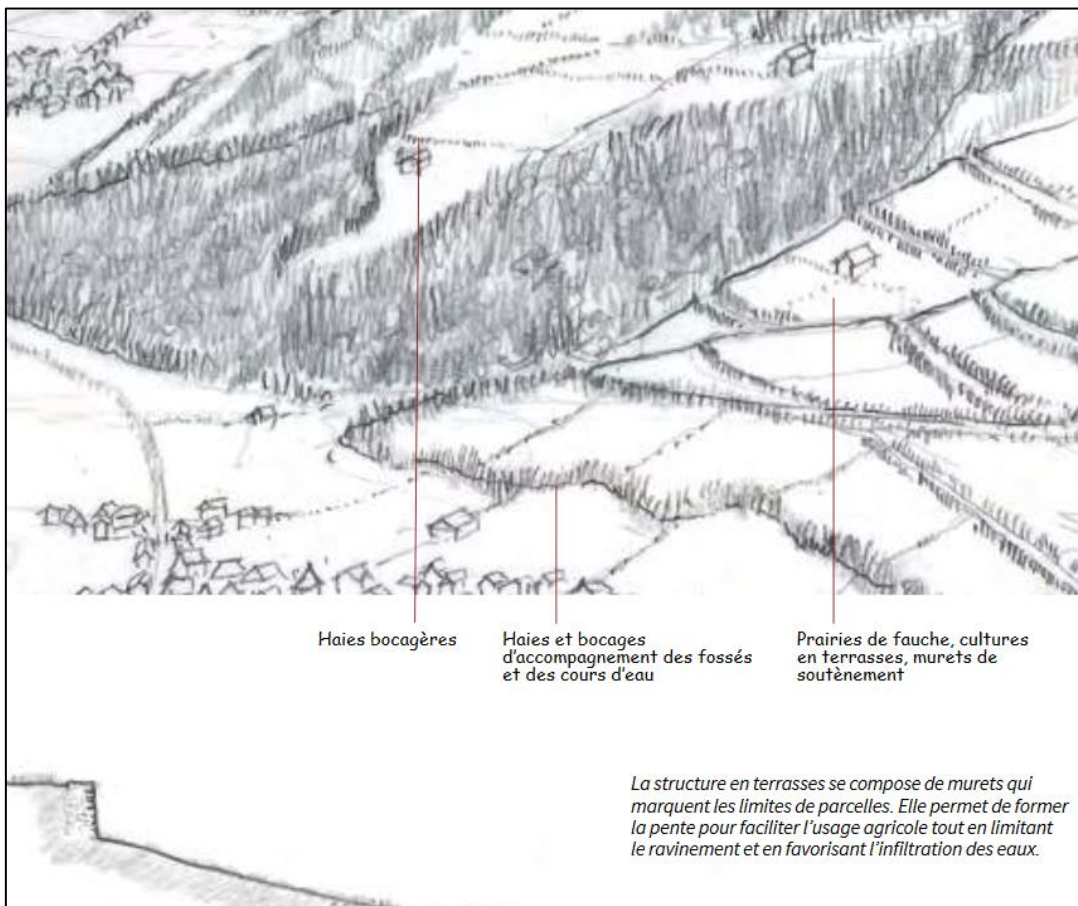 Haies bocagères
Haies et bocages
d'accompagnement des fossés
et des cours d'eau
Prairies de fauche, cultures
en terrasses, murets de
soutènement
La structure en terrasses se compose de murets qui
marquent les limites de parcelles. Elle permet de former
la pente pour faciliter l'usage agricole tout en limitant
le ravinement et en favorisant l'infiltration des eaux.